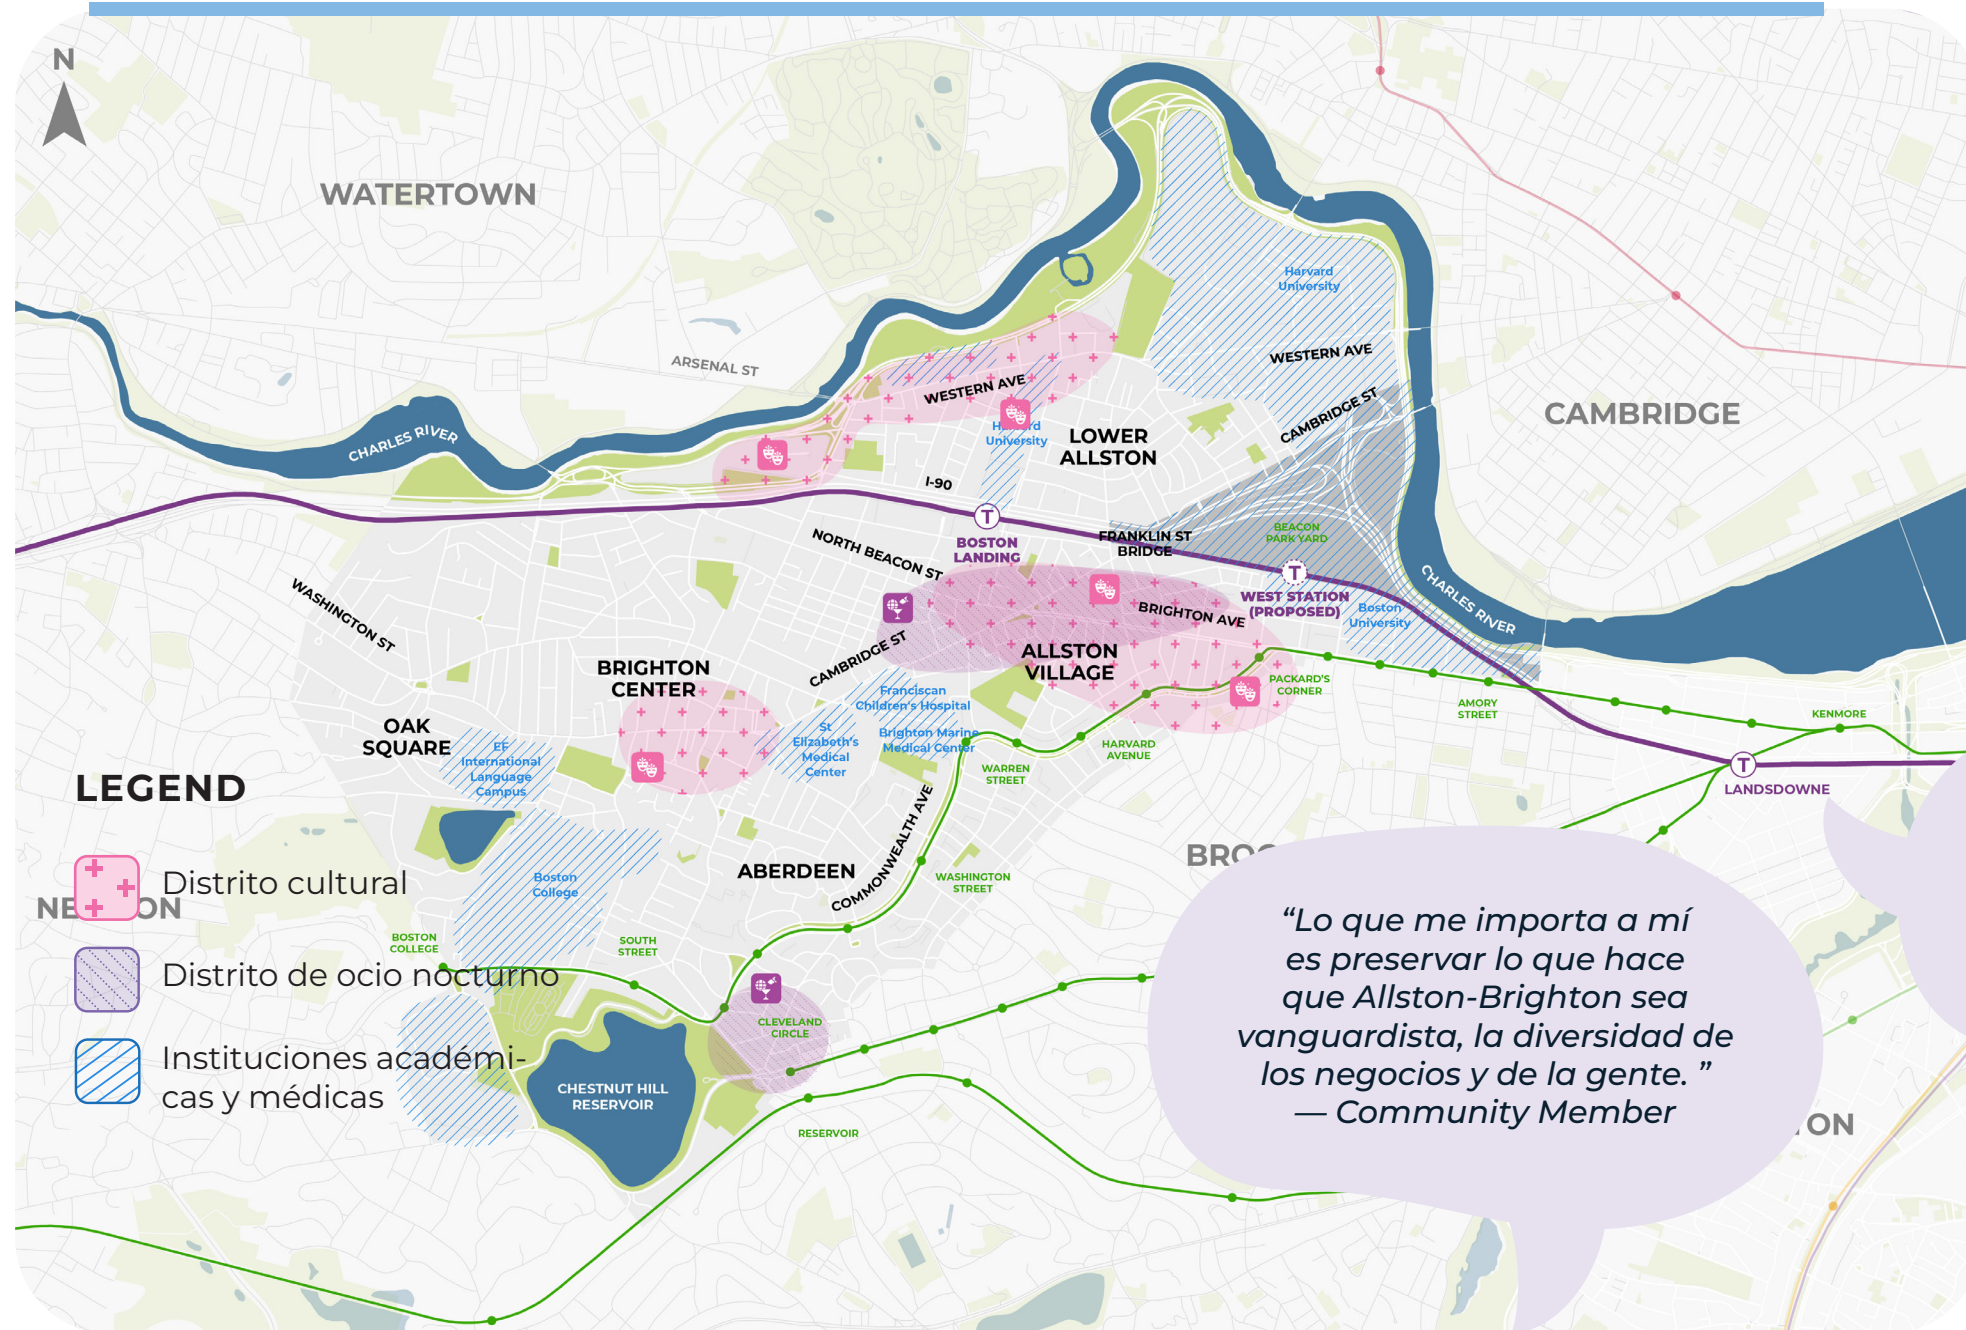 N
WATERTOWN
ARSENAL ST
CHARLES RIVER
Harvard
University
WESTERN AVE
CAMBRIDGE ST
CAMBRIDGE
WESTERN AVE
University
LOWER
ALLSTON
I-90
BOSTON
LANDING
FRANKLIN ST
BRIDGE
BEACON
PARK YARD
NORTH BEACON ST
WEST STATION
(PROPOSED)
Boston
University
CHARLES RIVER
WASHINGTON ST
BRIGHTON AVE
CAMBRIDGE ST
ALLSTON
VILLAGE
BRIGHTON
CENTER
PACKARD'S
CORNER
AMORY
STREET
KENMORE
Franciscan
Children's Hospital
St
Elizabeth's
Medical
Center
Brighton Marine
Medical Center
HARVARD
AVENUE
WARREN
STREET
LANDSDOWNE
OAK
SQUARE
EF
International
Language
Campus
COMMONWEALTH AVE
ABERDEEN
WASHINGTON
STREET
Boston
College
BOSTON
COLLEGE
SOUTH
STREET
CLEVELAND
CIRCLE
CHESTNUT HILL
RESERVOIR
RESERVOIR
LEGEND
Distrito cultural
Distrito de ocio nocturno
Instituciones académi-
cas y médicas
“Lo que me importa a mí
es preservar lo que hace
que Allston-Brighton sea
vanguardista, la diversidad de
los negocios y de la gente. ”
— Community Member